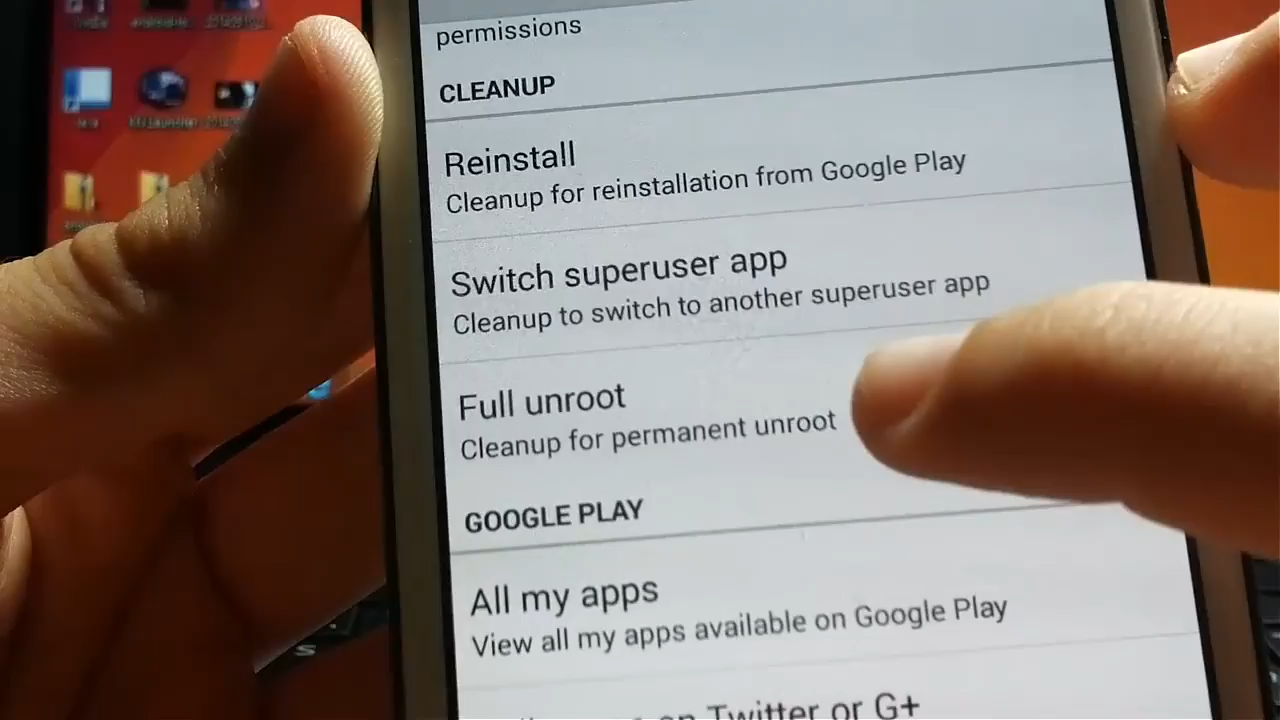 permissions
CLEANUP
Reinstall
Cleanup for reinstallation from Google Play
Switch superuser app
Cleanup to switch to another superuser app
Full unroot
Cleanup for permanent unroot
GOOGLE PLAY
All my apps
View all my apps available on Google Play
on Twitter or G+
S